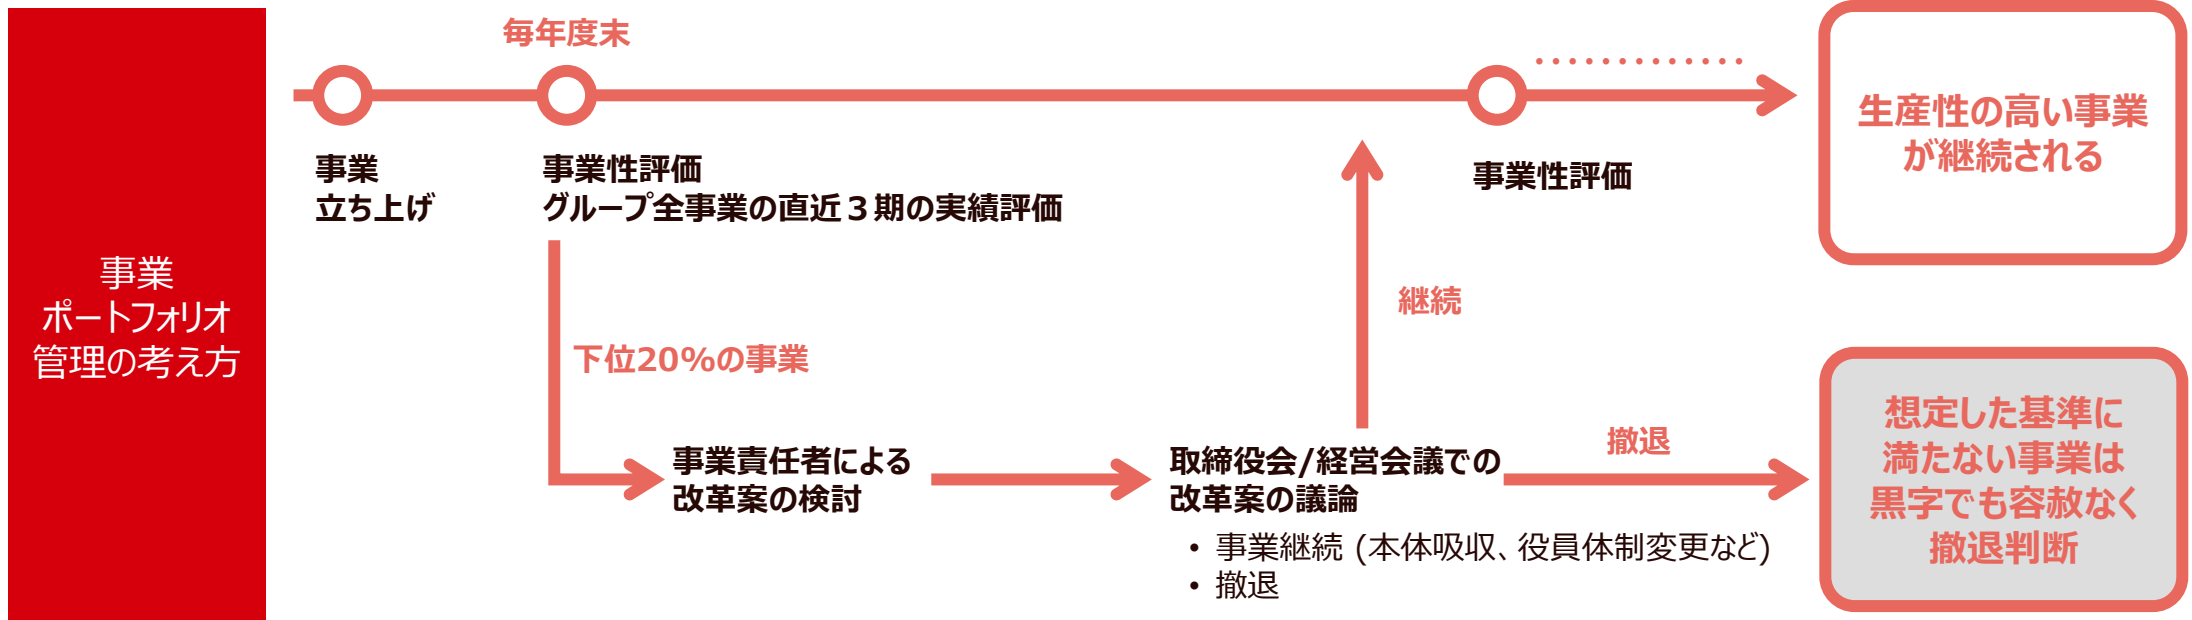 事業
ポートフォリオ
管理の考え方
毎年度末
事業
立ち上げ
事業性評価
グループ全事業の直近３期の実績評価
事業性評価
生産性の高い事業
が継続される
下位20%の事業
継続
事業責任者による
改革案の検討
取締役会/経営会議での
改革案の議論
• 事業継続 (本体吸収、役員体制変更など)
• 撤退
撤退
想定した基準に
満たない事業は
黒字でも容赦なく
撤退判断